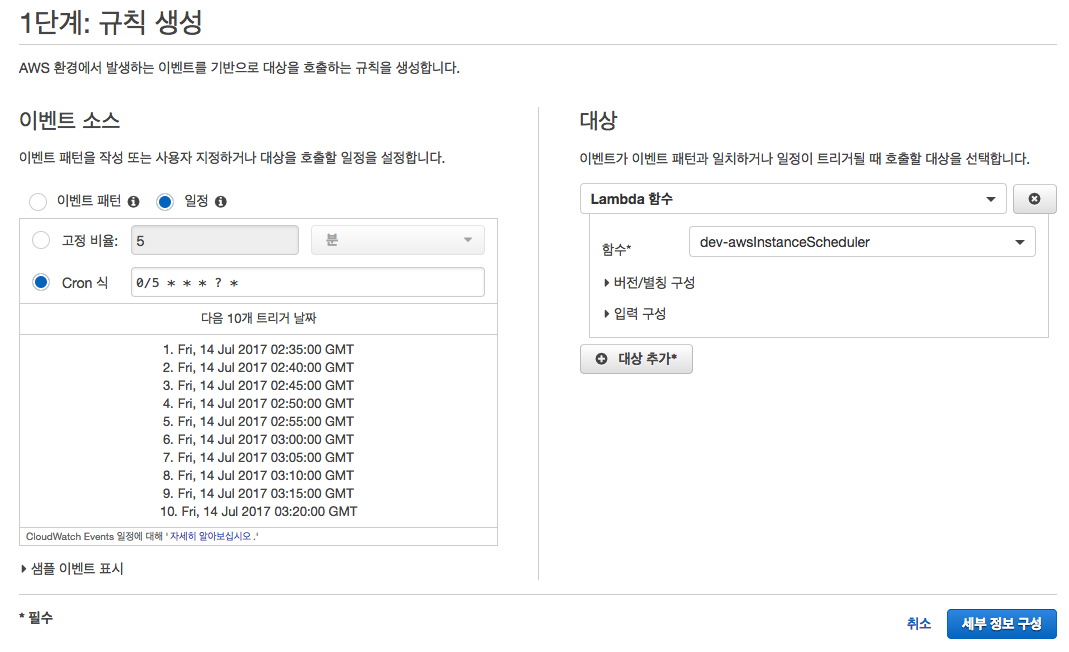 1단계: 규칙 생성
AWS 환경에서 발생하는 이벤트를 기반으로 대상을 호출하는 규칙을 생성합니다.
이벤트 소스
이벤트 패턴을 작성 또는 사용자 지정하거나 대상을 호출할 일정을 설정합니다.
이벤트 패턴 일정
고정 비율: 5 분
Cron 식 0/5 * * * ? *
다음 10개 트리거 날짜
1. Fri, 14 Jul 2017 02:35:00 GMT
2. Fri, 14 Jul 2017 02:40:00 GMT
3. Fri, 14 Jul 2017 02:45:00 GMT
4. Fri, 14 Jul 2017 02:50:00 GMT
5. Fri, 14 Jul 2017 02:55:00 GMT
6. Fri, 14 Jul 2017 03:00:00 GMT
7. Fri, 14 Jul 2017 03:05:00 GMT
8. Fri, 14 Jul 2017 03:10:00 GMT
9. Fri, 14 Jul 2017 03:15:00 GMT
10. Fri, 14 Jul 2017 03:20:00 GMT
CloudWatch Events 일정에 대해 '자세히 알아보십시오.'
샘플 이벤트 표시
대상
이벤트가 이벤트 패턴과 일치하거나 일정이 트리거될 때 호출할 대상을 선택합니다.
Lambda 함수
함수* dev-awsInstanceScheduler
버전/별칭 구성
입력 구성
대상 추가*
* 필수
취소 세부 정보 구성